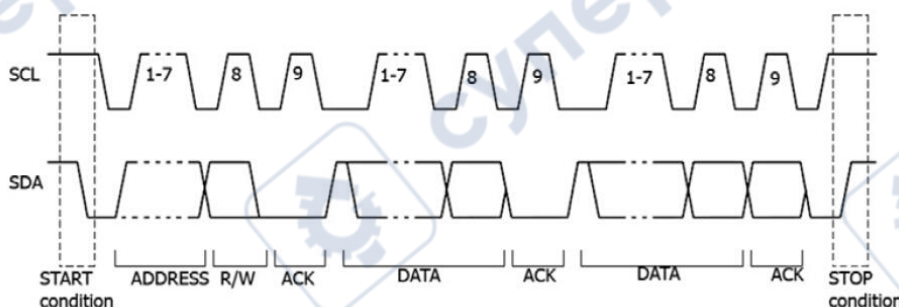 SCL 1-7 8 9 1-7 8 9 1-7 8 9
SDA
START ADDRESS R/W ACK DATA ACK DATA ACK STOP
condition condition
супер